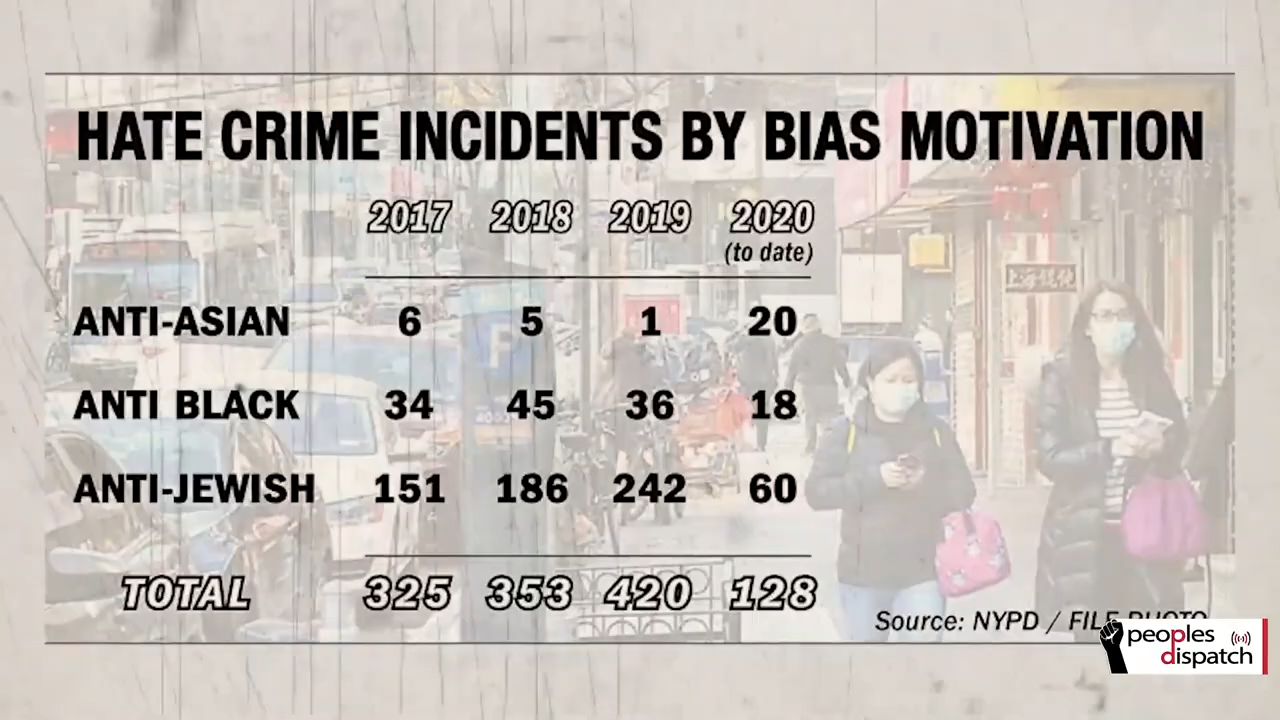 HATE CRIME INCIDENTS BY BIAS MOTIVATION
2017 2018 2019 2020
(to date)
ANTI-ASIAN 6 5 1 20
ANTI BLACK 34 45 36 18
ANTI-JEWISH 151 186 242 60
TOTAL 325 353 420 128
Source: NYPD / FILE PHOTO
peoples
dispatch